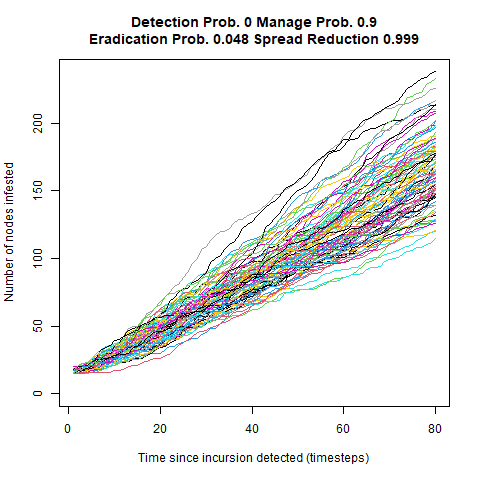 Detection Prob. 0 Manage Prob. 0.9
Eradication Prob. 0.048 Spread Reduction 0.999
Number of nodes infested
200
150
100
50
0
0 20 40 60 80
Time since incursion detected (timesteps)